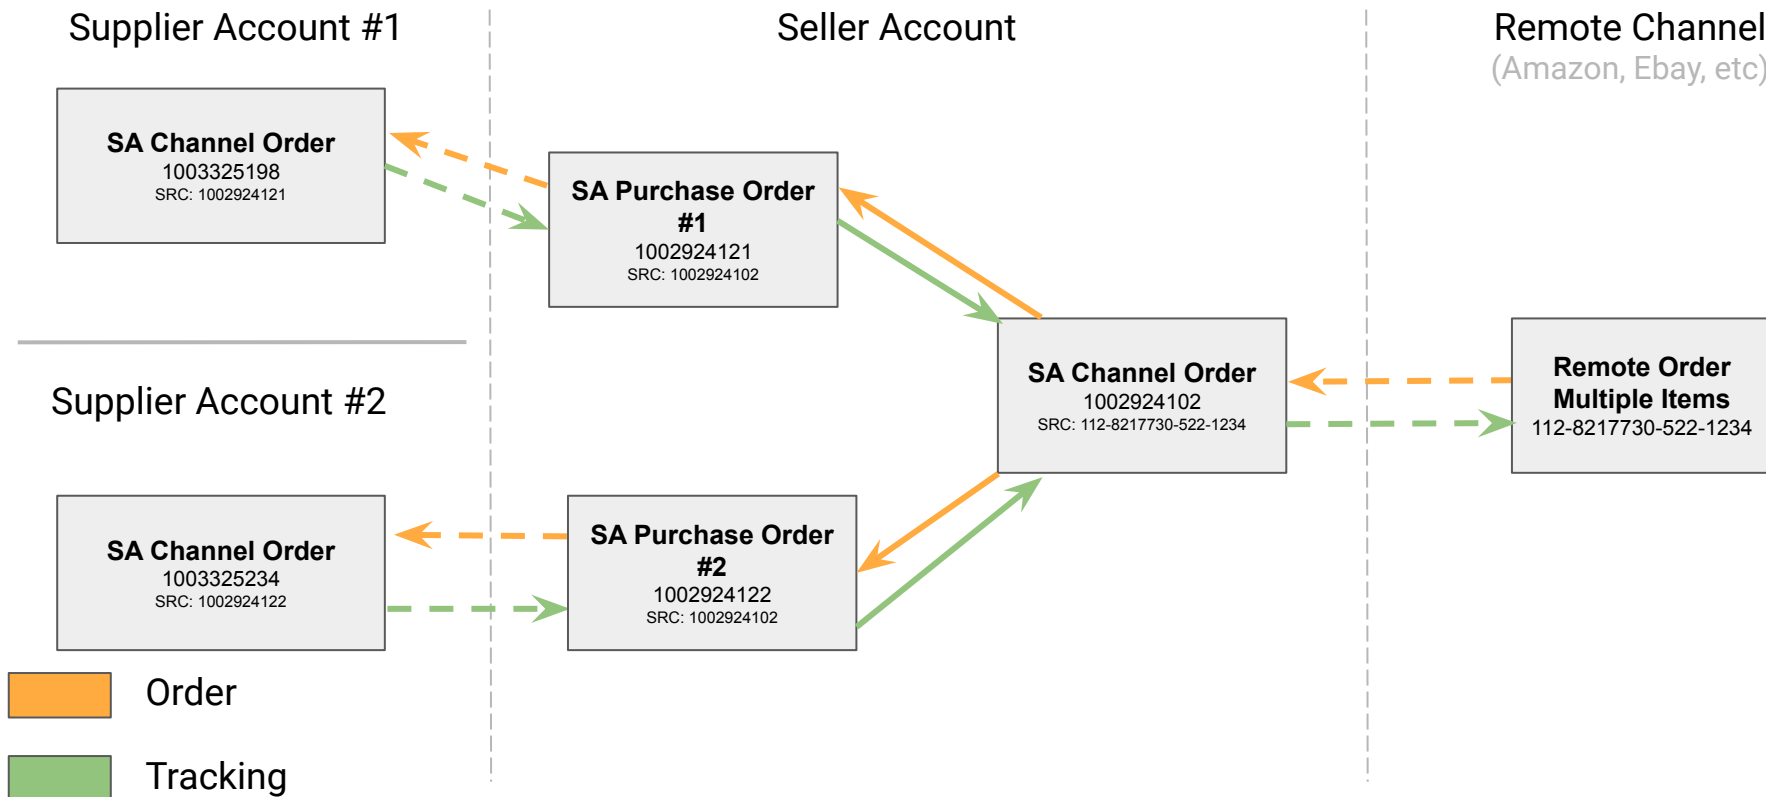 Supplier Account #1
Seller Account
Remote Channel
(Amazon, Ebay, etc)
SA Channel Order
1003325198
SRC: 1002924121
SA Purchase Order
#1
1002924121
SRC: 1002924102
SA Channel Order
1002924102
SRC: 112-8217730-522-1234
Remote Order
Multiple Items
112-8217730-522-1234
Supplier Account #2
SA Channel Order
1003325234
SRC: 1002924122
SA Purchase Order
#2
1002924122
SRC: 1002924102
Order
Tracking